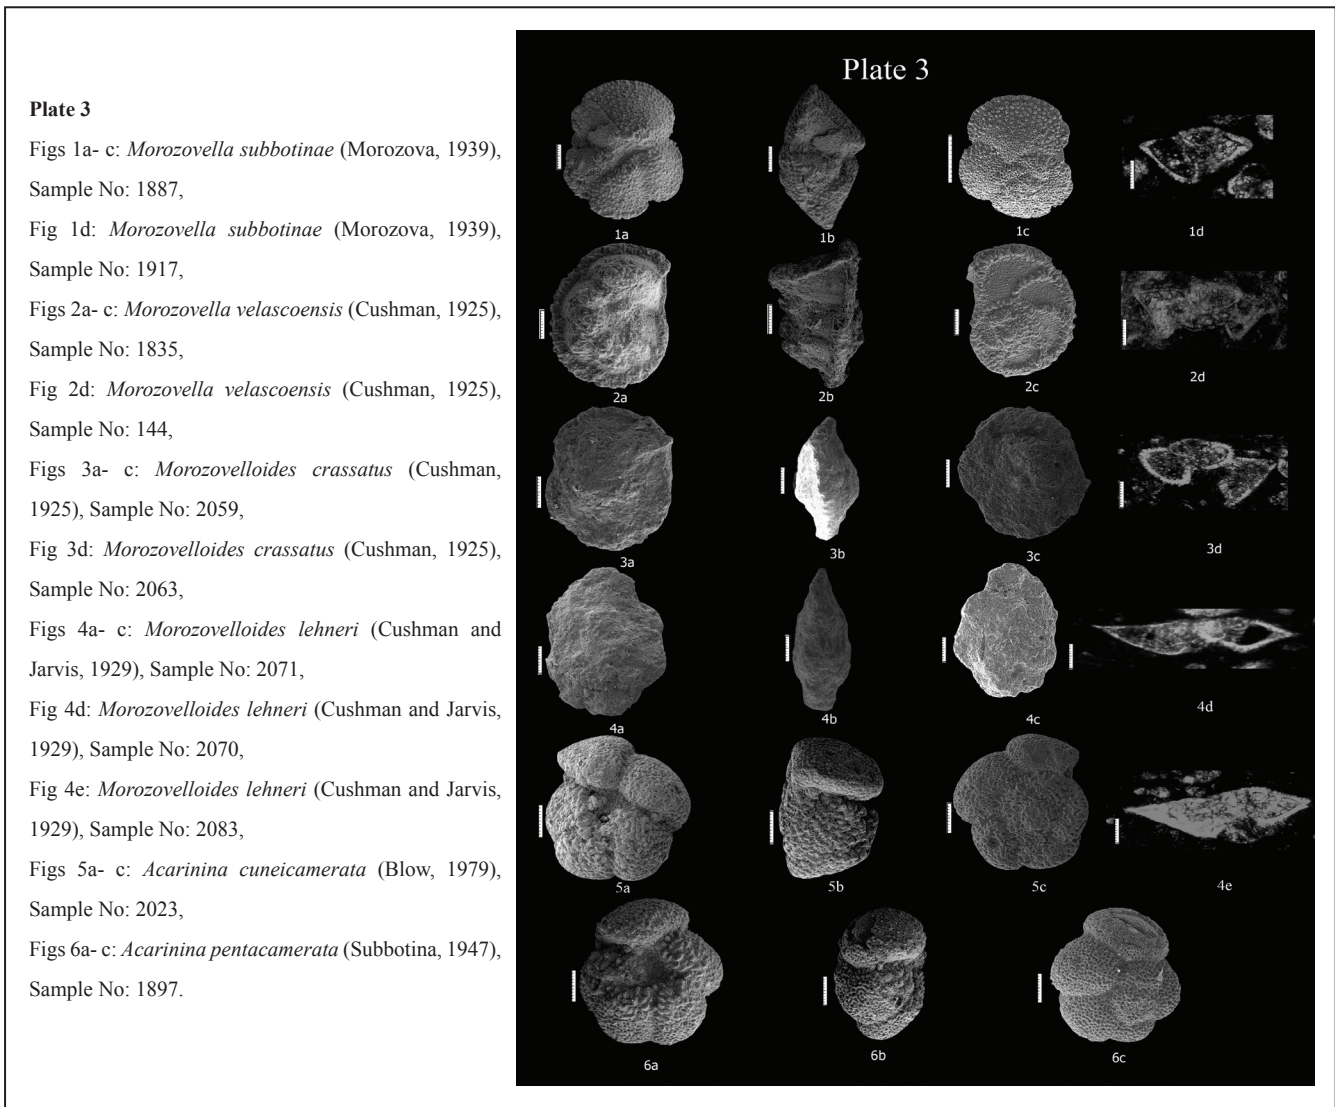 Plate 3
Figs 1a- c: Morozovella subbotinae (Morozova, 1939),
Sample No: 1887,
Fig 1d: Morozovella subbotinae (Morozova, 1939),
Sample No: 1917,
Figs 2a- c: Morozovella velascoensis (Cushman, 1925),
Sample No: 1835,
Fig 2d: Morozovella velascoensis (Cushman, 1925),
Sample No: 144,
Figs 3a- c: Morozovelloides crassatus (Cushman,
1925), Sample No: 2059,
Fig 3d: Morozovelloides crassatus (Cushman, 1925),
Sample No: 2063,
Figs 4a- c: Morozovelloides lehneri (Cushman and
Jarvis, 1929), Sample No: 2071,
Fig 4d: Morozovelloides lehneri (Cushman and Jarvis,
1929), Sample No: 2070,
Fig 4e: Morozovelloides lehneri (Cushman and Jarvis,
1929), Sample No: 2083,
Figs 5a- c: Acarinina cuneicamerata (Blow, 1979),
Sample No: 2023,
Figs 6a- c: Acarinina pentacamerata (Subbotina, 1947),
Sample No: 1897.
Plate 3
1a 1b 1c 1d
2a 2b 2c 2d
3a 3b 3c 3d
4a 4b 4c 4d
5a 5b 5c 4e
6a 6b 6c